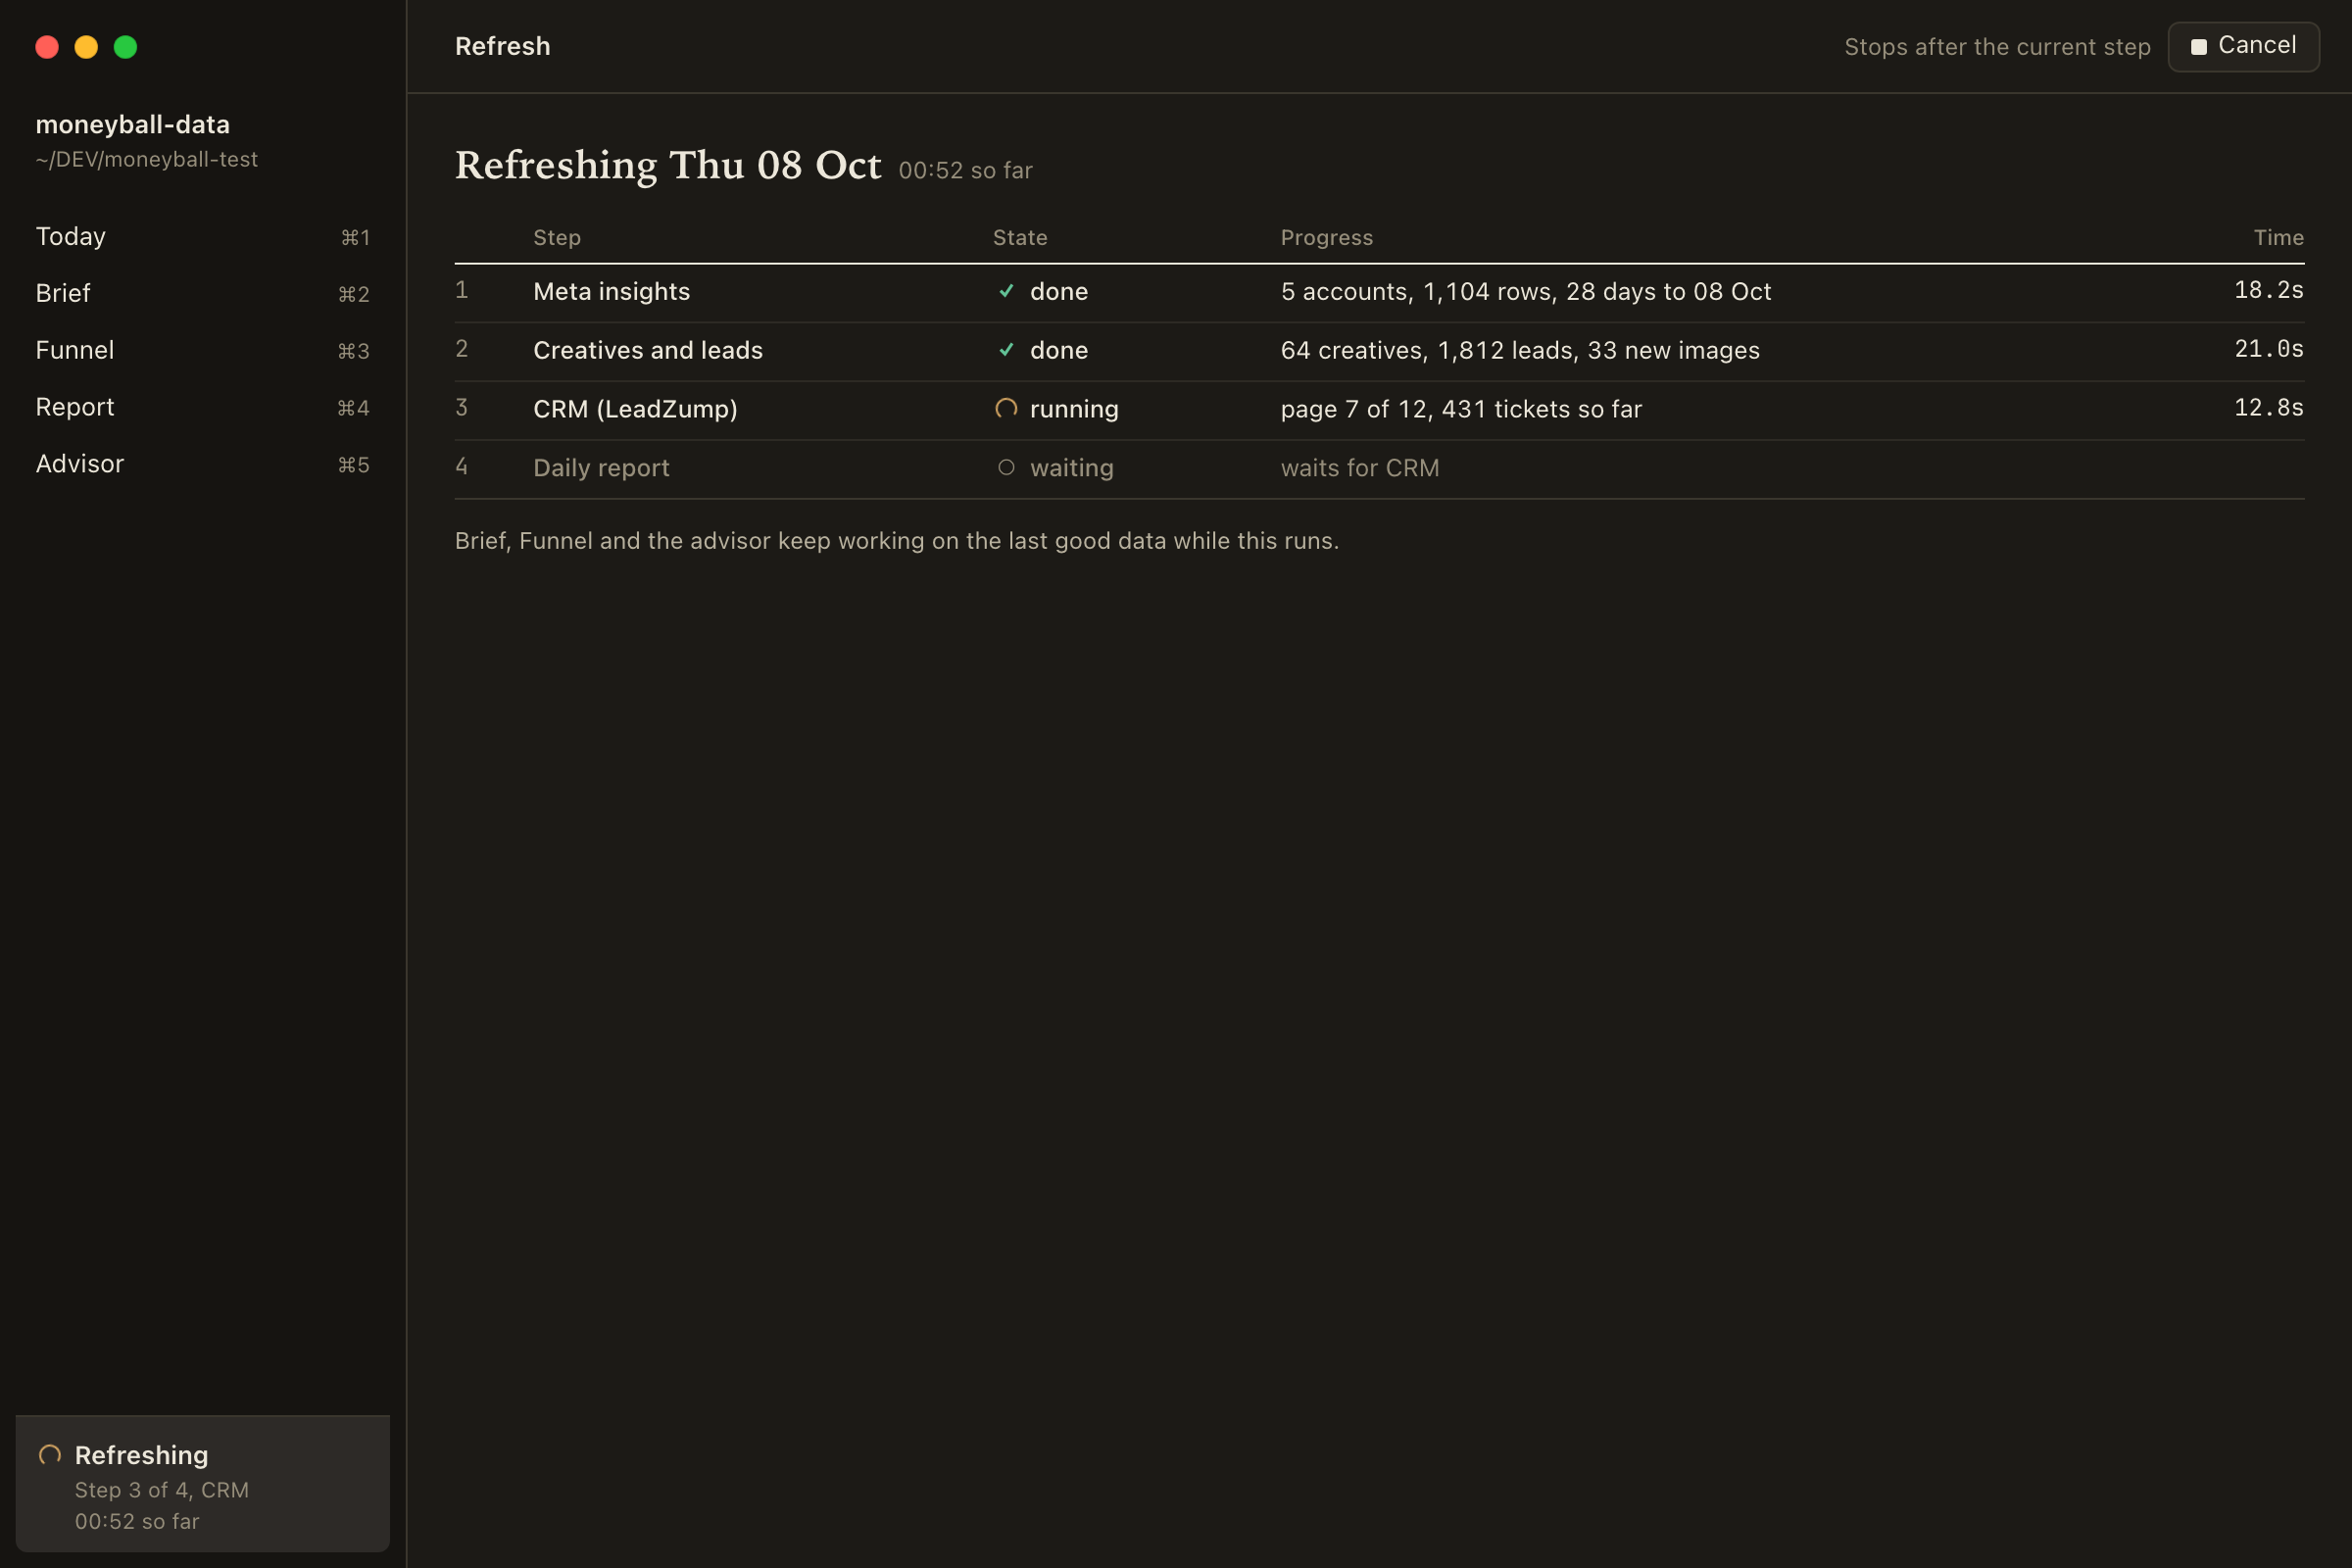 Refresh
Stops after the current step
Cancel
moneyball-data
~/DEV/moneyball-test
Today ⌘1
Brief ⌘2
Funnel ⌘3
Report ⌘4
Advisor ⌘5
Refreshing Thu 08 Oct 00:52 so far
Step State Progress Time
1 Meta insights done 5 accounts, 1,104 rows, 28 days to 08 Oct 18.2s
2 Creatives and leads done 64 creatives, 1,812 leads, 33 new images 21.0s
3 CRM (LeadZump) running page 7 of 12, 431 tickets so far 12.8s
4 Daily report waiting waits for CRM
Brief, Funnel and the advisor keep working on the last good data while this runs.
Refreshing
Step 3 of 4, CRM
00:52 so far